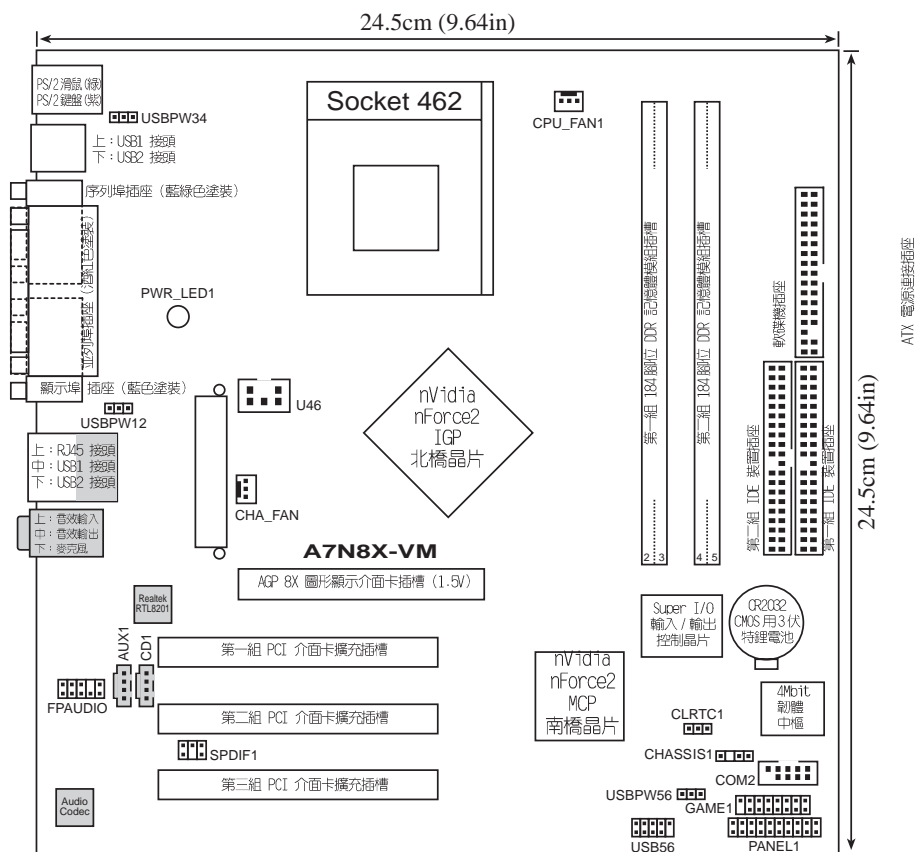 24.5cm (9.64in)
PS/2 滑鼠 (綠)
PS/2 鍵盤 (紫)
USBPW34
上：USB1 接頭
下：USB2 接頭
Socket 462
CPU_FAN1
序列埠插座（藍綠色塗裝）
並列埠插座（酒紅色塗裝）
PWR_LED1
顯示埠 插座（藍色塗裝）
USBPW12
上：RJ45 接頭
中：USB1 接頭
下：USB2 接頭
上：音效輸入
中：音效輸出
下：麥克風
U46
CHA_FAN
nVidia
nForce2
IGP
北橋晶片
第一組 184 腳位 DDR 記憶體模組插槽
第二組 184 腳位 DDR 記憶體模組插槽
2 3
4 5
軟碟機插座
第二組 IDE 裝置插座
第一組 IDE 裝置插座
24.5cm (9.64in)
ATX 電源連接插座
A7N8X-VM
AGP 8X 圖形顯示介面卡插槽 (1.5V)
Realtek
RTL8201
AUX1
CD1
第一組 PCI 介面卡擴充插槽
第二組 PCI 介面卡擴充插槽
第三組 PCI 介面卡擴充插槽
FPAUDIO
SPDIF1
Audio
Codec
Super I/O
輸入 / 輸出
控制晶片
CR2032
CMOS 用 3 伏
特鋰電池
nVidia
nForce2
MCP
南橋晶片
4Mbit
韌體
中樞
CLRTC1
CHASSIS1
COM2
USBPW56
GAME1
USB56
PANEL1